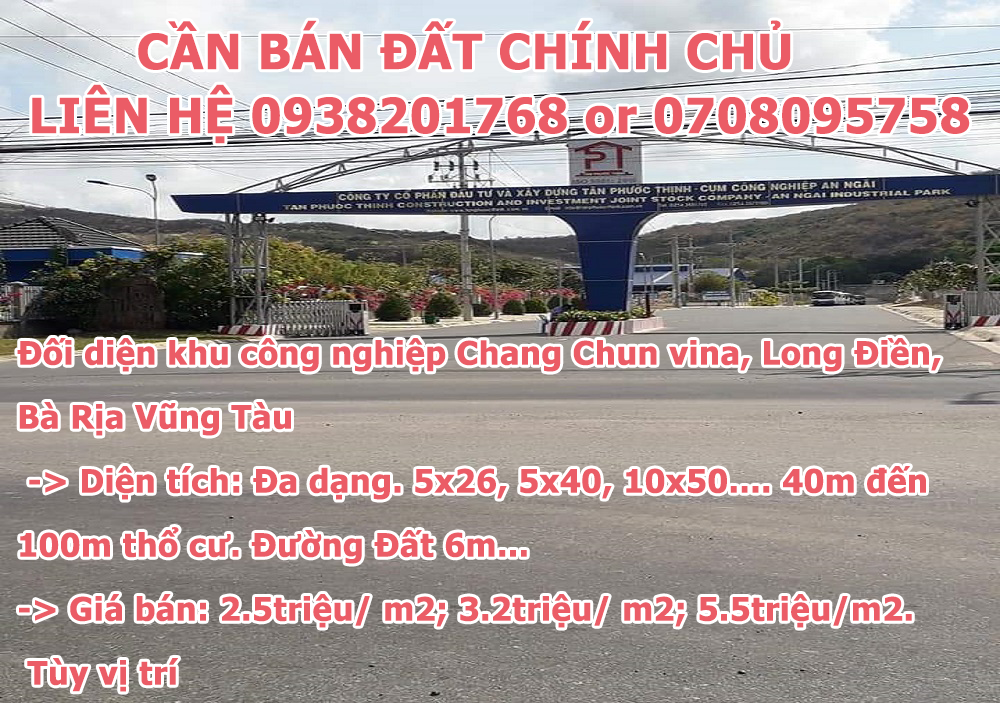 CẦN BÁN ĐẤT CHÍNH CHỦ
LIÊN HỆ 0938201768 or 0708095758
PT
CÔNG TY CỔ PHẦN ĐẦU TƯ VÀ XÂY DỰNG TÂN PHƯỚC THỊNH - CỤM CÔNG NGHIỆP AN NGÃI
TAN PHUOC THINH CONSTRUCTION AND INVESTMENT JOINT STOCK COMPANY - AN NGAI INDUSTRIAL PARK
Đối diện khu công nghiệp Chang Chun vina, Long Điền,
Bà Rịa Vũng Tàu
-> Diện tích: Đa dạng. 5x26, 5x40, 10x50.... 40m đến
100m thổ cư. Đường Đất 6m...
-> Giá bán: 2.5triệu/ m2; 3.2triệu/ m2; 5.5triệu/m2.
Tùy vị trí